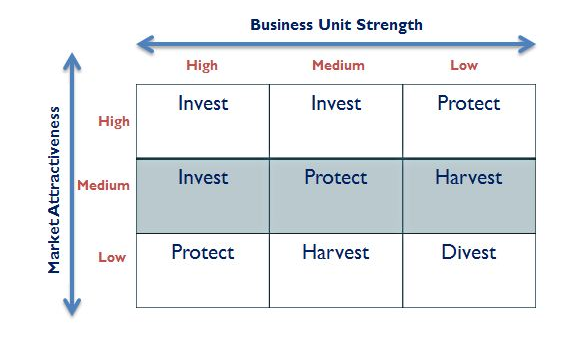 Business Unit Strength
High Medium Low
Market Attractiveness
High Invest Invest Protect
Medium Invest Protect Harvest
Low Protect Harvest Divest